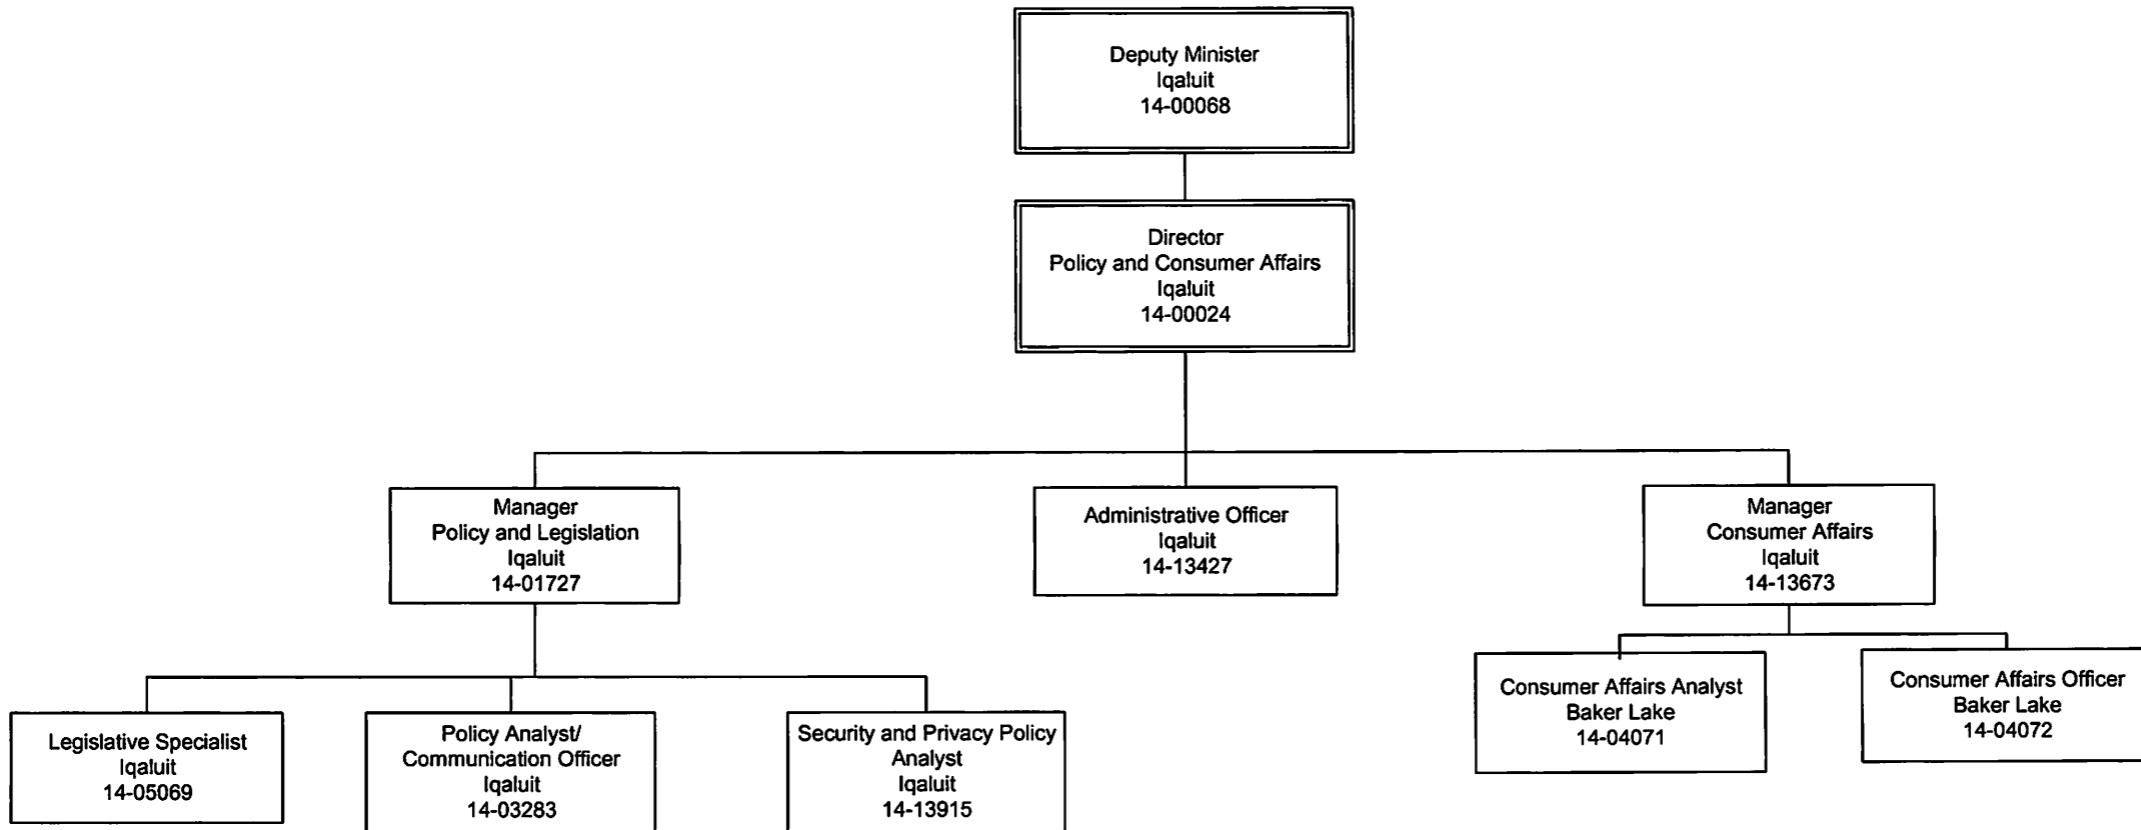 Deputy Minister
Iqaluit
14-00068
Director
Policy and Consumer Affairs
Iqaluit
14-00024
Manager
Policy and Legislation
Iqaluit
14-01727
Administrative Officer
Iqaluit
14-13427
Manager
Consumer Affairs
Iqaluit
14-13673
Legislative Specialist
Iqaluit
14-05069
Policy Analyst/
Communication Officer
Iqaluit
14-03283
Security and Privacy Policy
Analyst
Iqaluit
14-13915
Consumer Affairs Analyst
Baker Lake
14-04071
Consumer Affairs Officer
Baker Lake
14-04072